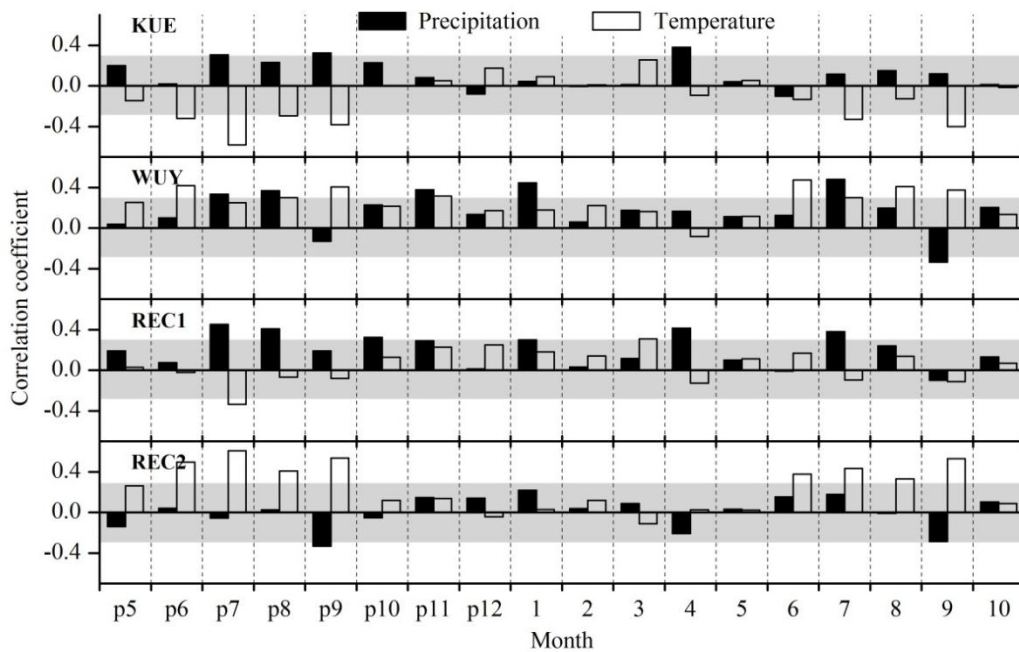 Precipitation Temperature
KUE
0.4
0.0
-0.4
WUY
0.4
0.0
-0.4
REC1
0.4
0.0
-0.4
REC2
0.4
0.0
-0.4
Correlation coefficient
p5 p6 p7 p8 p9 p10 p11 p12 1 2 3 4 5 6 7 8 9 10
Month